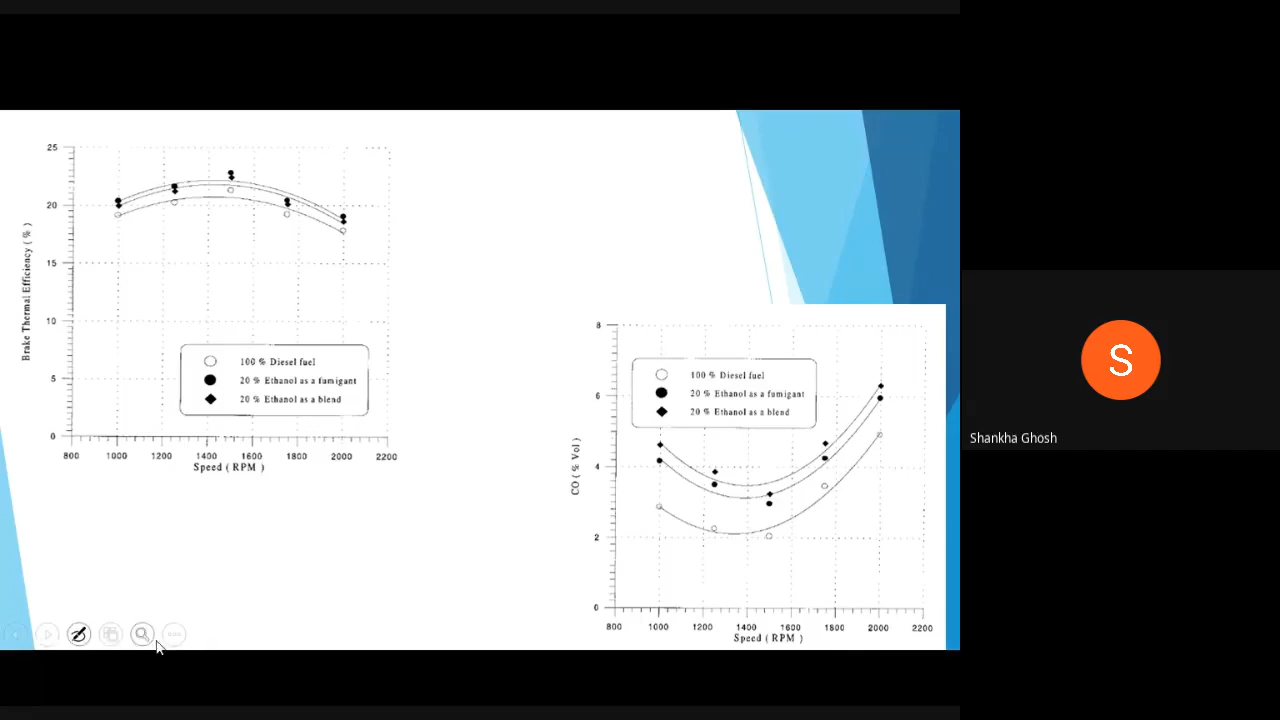 25
20
15
10
5
0
Brake Thermal Efficiency ( % )
100 % Diesel fuel
20 % Ethanol as a fumigant
20 % Ethanol as a blend
800 1000 1200 1400 1600 1800 2000 2200
Speed ( RPM )
8
6
4
2
0
CO ( % Vol )
100 % Diesel fuel
20 % Ethanol as a fumigant
20 % Ethanol as a blend
800 1000 1200 1400 1600 1800 2000 2200
Speed ( RPM )
S
Shankha Ghosh